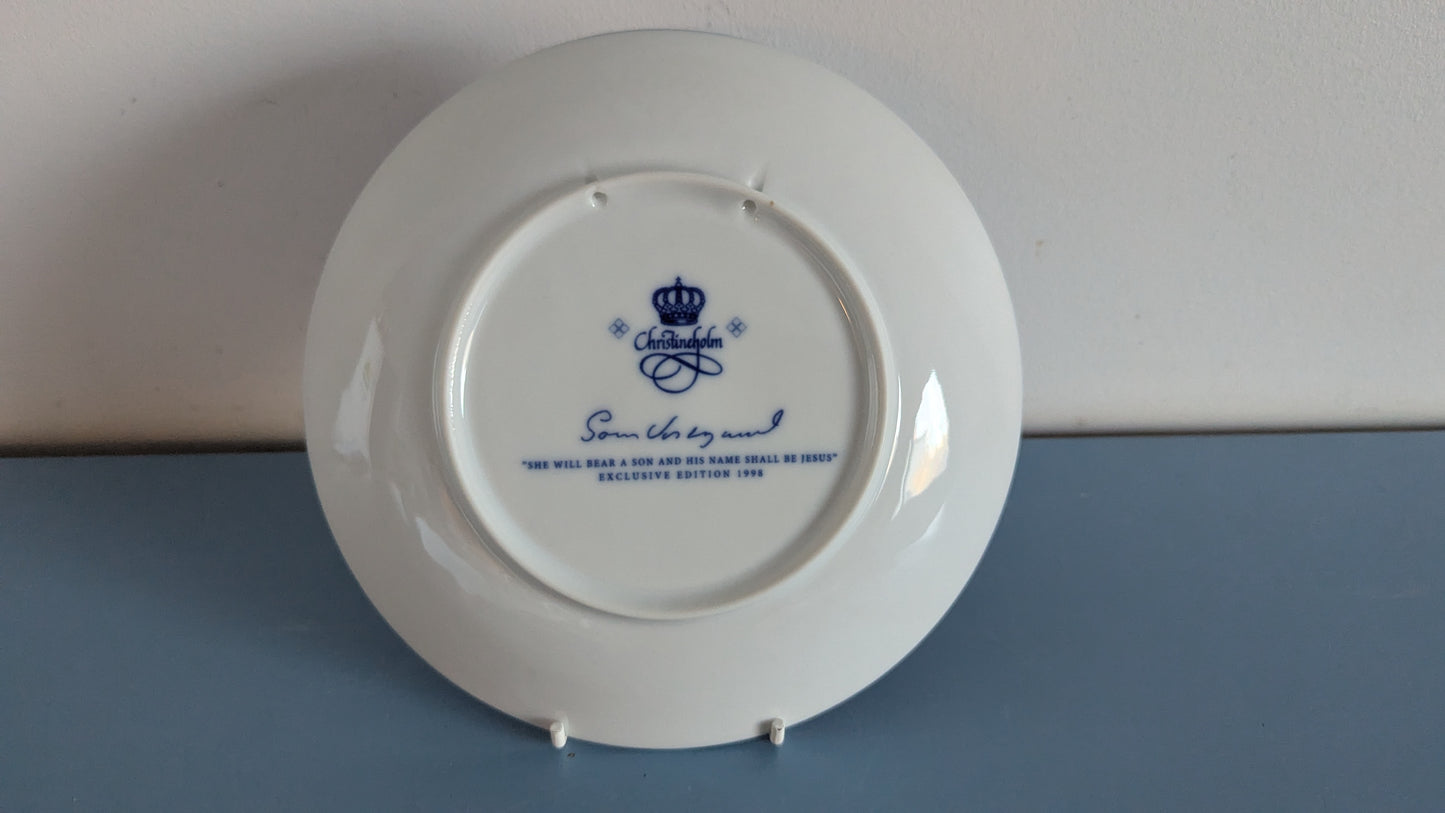 Christineholm
"SHE WILL BEAR A SON AND HIS NAME SHALL BE JESUS"
EXCLUSIVE EDITION 1998